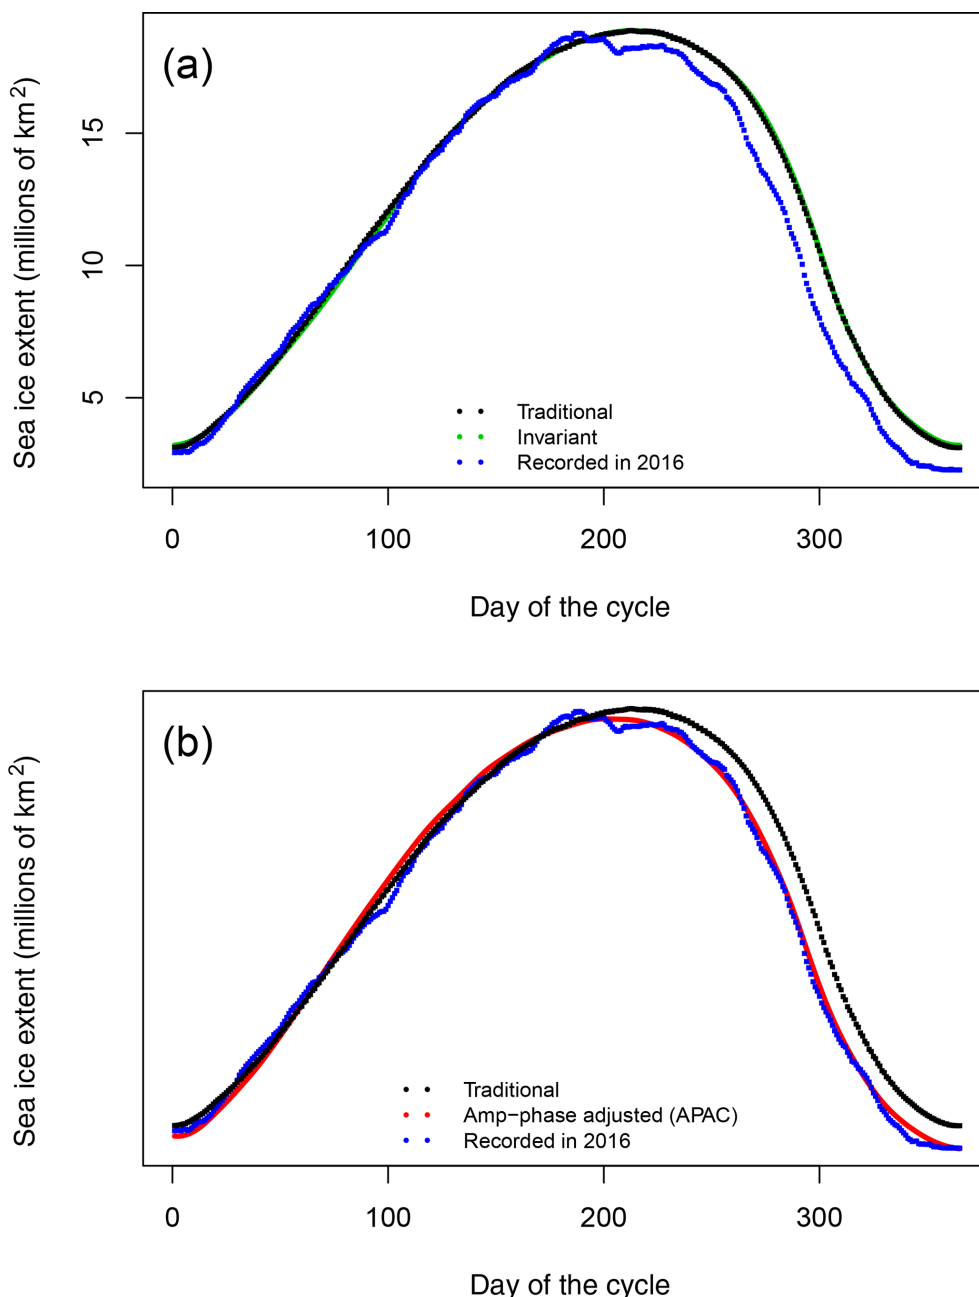 (a)
Sea ice extent (millions of km²)
15
10
5
Traditional
Invariant
Recorded in 2016
0 100 200 300
Day of the cycle
(b)
Sea ice extent (millions of km²)
Traditional
Amp−phase adjusted (APAC)
Recorded in 2016
0 100 200 300
Day of the cycle